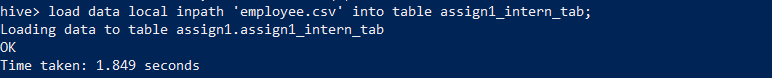 hive> load data local inpath 'employee.csv' into table assign1_intern_tab;
Loading data to table assign1.assign1_intern_tab
OK
Time taken: 1.849 seconds